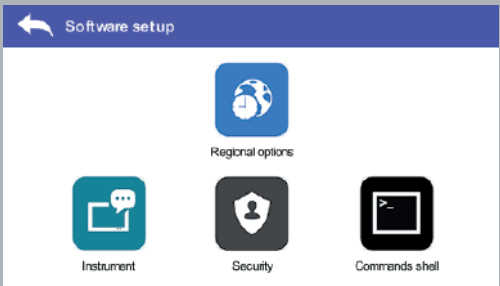 Software setup
Regional options
Instrument
Security
>_
Commands shell